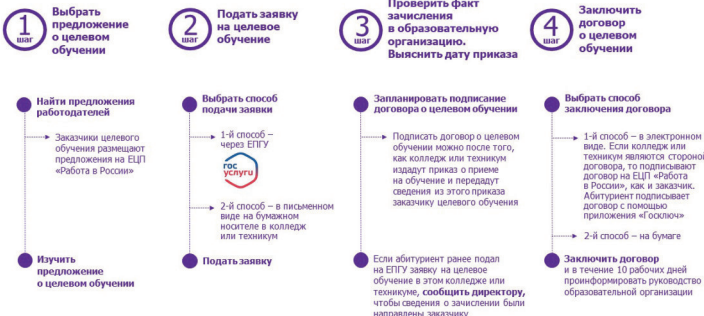 1
шаг
Выбрать
предложение
о целевом
обучении
Найти предложения
работодателей
Заказчики целевого
обучения размещают
предложения на ЕЦП
«Работа в России»
Изучить
предложение
о целевом обучении
2
шаг
Подать заявку
на целевое
обучение
Выбрать способ
подачи заявки
1-й способ –
через ЕПГУ
гос
услуги
2-й способ – в письменном
виде на бумажном
носителе в колледж
или техникум
Подать заявку
3
шаг
Проверить факт
зачисления
в образовательную
организацию.
Выяснить дату приказа
Запланировать подписание
договора о целевом обучении
Подписать договор о целевом
обучении можно после того,
как колледж или техникум
издадут приказ о приеме
на обучение и передадут
сведения из этого приказа
заказчику целевого обучения
Если абитуриент ранее подал
на ЕПГУ заявку на целевое
обучение в этом колледже или
техникуме, сообщить директору,
чтобы сведения о зачислении были
направлены заказчику
4
шаг
Заключить
договор
о целевом
обучении
Выбрать способ
заключения договора
1-й способ – в электронном
виде. Если колледж или
техникум являются стороной
договора, то подписывают
договор на ЕЦП «Работа
в России», как и заказчик.
Абитуриент подписывает
договор с помощью
приложения «Госключ»
2-й способ – на бумаге
Заключить договор
и в течение 10 рабочих дней
проинформировать руководство
образовательной организации